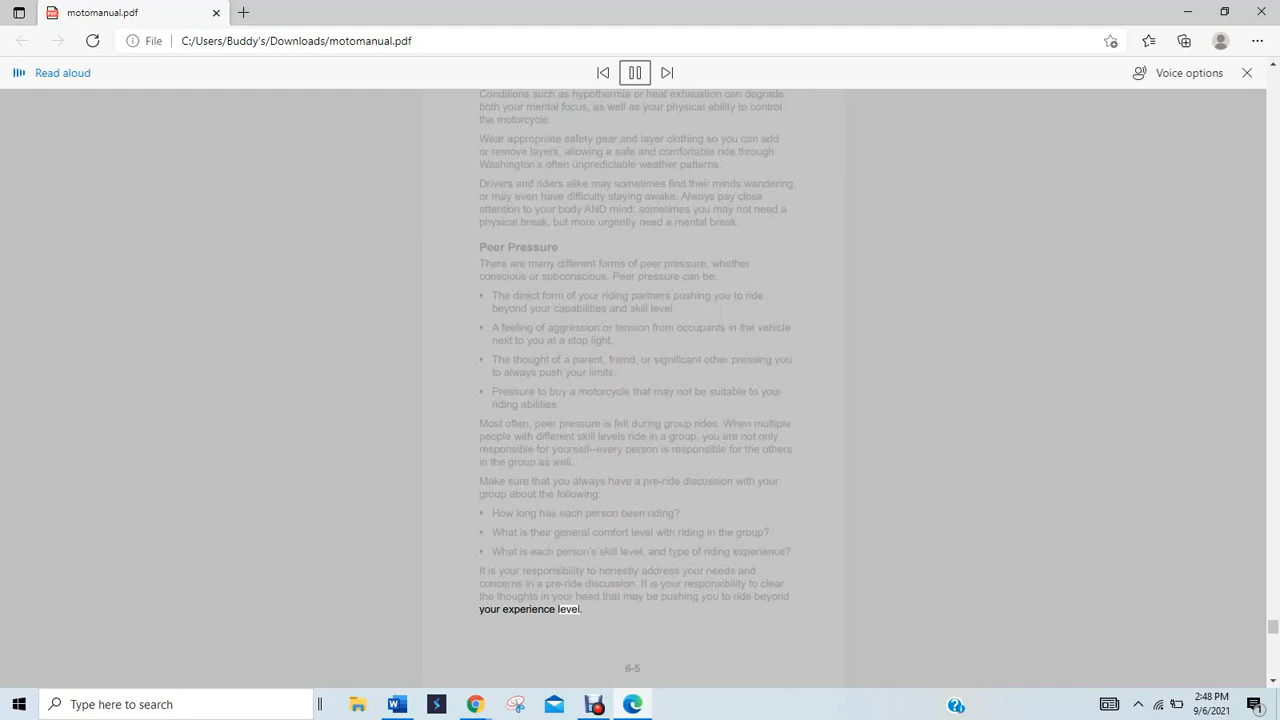 motomanual.pdf
File C:/Users/Buddy's/Downloads/motomanual.pdf
Read aloud
Voice options
Conditions such as hypothermia or heat exhaustion can degrade
both your mental focus, as well as your physical ability to control
the motorcycle.
Wear appropriate safety gear and layer clothing so you can add
or remove layers, allowing a safe and comfortable ride through
Washington's often unpredictable weather patterns.
Drivers and riders alike may sometimes find their minds wandering,
or may even have difficulty staying awake. Always pay close
attention to your body AND mind; sometimes you may not need a
physical break, but more urgently need a mental break.
Peer Pressure
There are many different forms of peer pressure, whether
conscious or subconscious. Peer pressure can be:
• The direct form of your riding partners pushing you to ride
beyond your capabilities and skill level.
• A feeling of aggression or tension from occupants in the vehicle
next to you at a stop light.
• The thought of a parent, friend, or significant other pressing you
to always push your limits.
• Pressure to buy a motorcycle that may not be suitable to your
riding abilities.
Most often, peer pressure is felt during group rides. When multiple
people with different skill levels ride in a group, you are not only
responsible for yourself–every person is responsible for the others
in the group as well.
Make sure that you always have a pre-ride discussion with your
group about the following:
• How long has each person been riding?
• What is their general comfort level with riding in the group?
• What is each person's skill level, and type of riding experience?
It is your responsibility to honestly address your needs and
concerns in a pre-ride discussion. It is your responsibility to clear
the thoughts in your head that may be pushing you to ride beyond
your experience level.
6-5
Type here to search
2:48 PM
9/6/2021